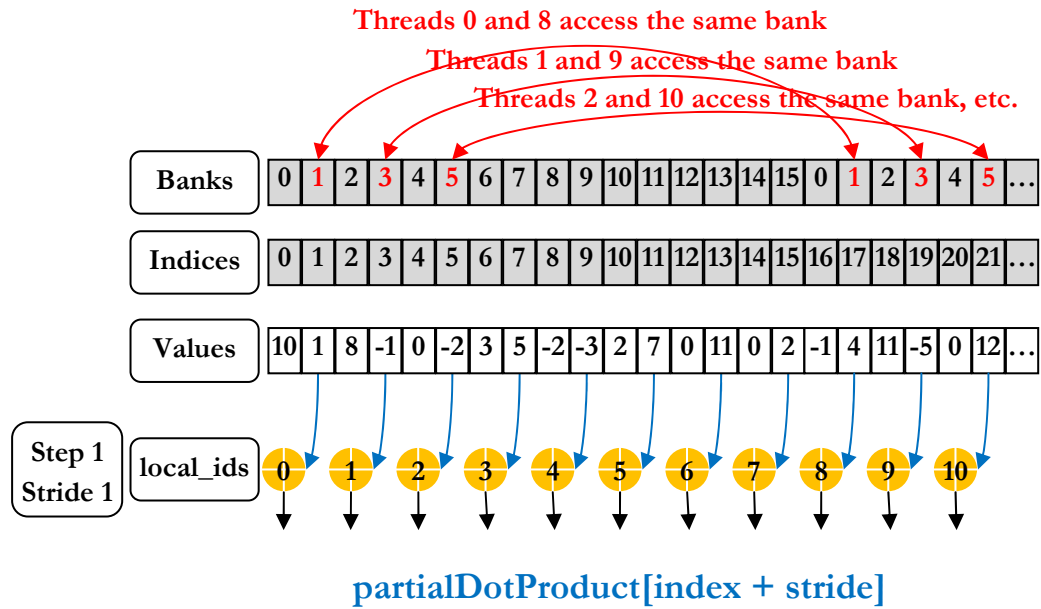 Threads 0 and 8 access the same bank
Threads 1 and 9 access the same bank
Threads 2 and 10 access the same bank, etc.
Banks 0 1 2 3 4 5 6 7 8 9 10 11 12 13 14 15 0 1 2 3 4 5 ...
Indices 0 1 2 3 4 5 6 7 8 9 10 11 12 13 14 15 16 17 18 19 20 21 ...
Values 10 1 8 -1 0 -2 3 5 -2 -3 2 7 0 11 0 2 -1 4 11 -5 0 12 ...
Step 1
Stride 1
local_ids 0 1 2 3 4 5 6 7 8 9 10
partialDotProduct[index + stride]